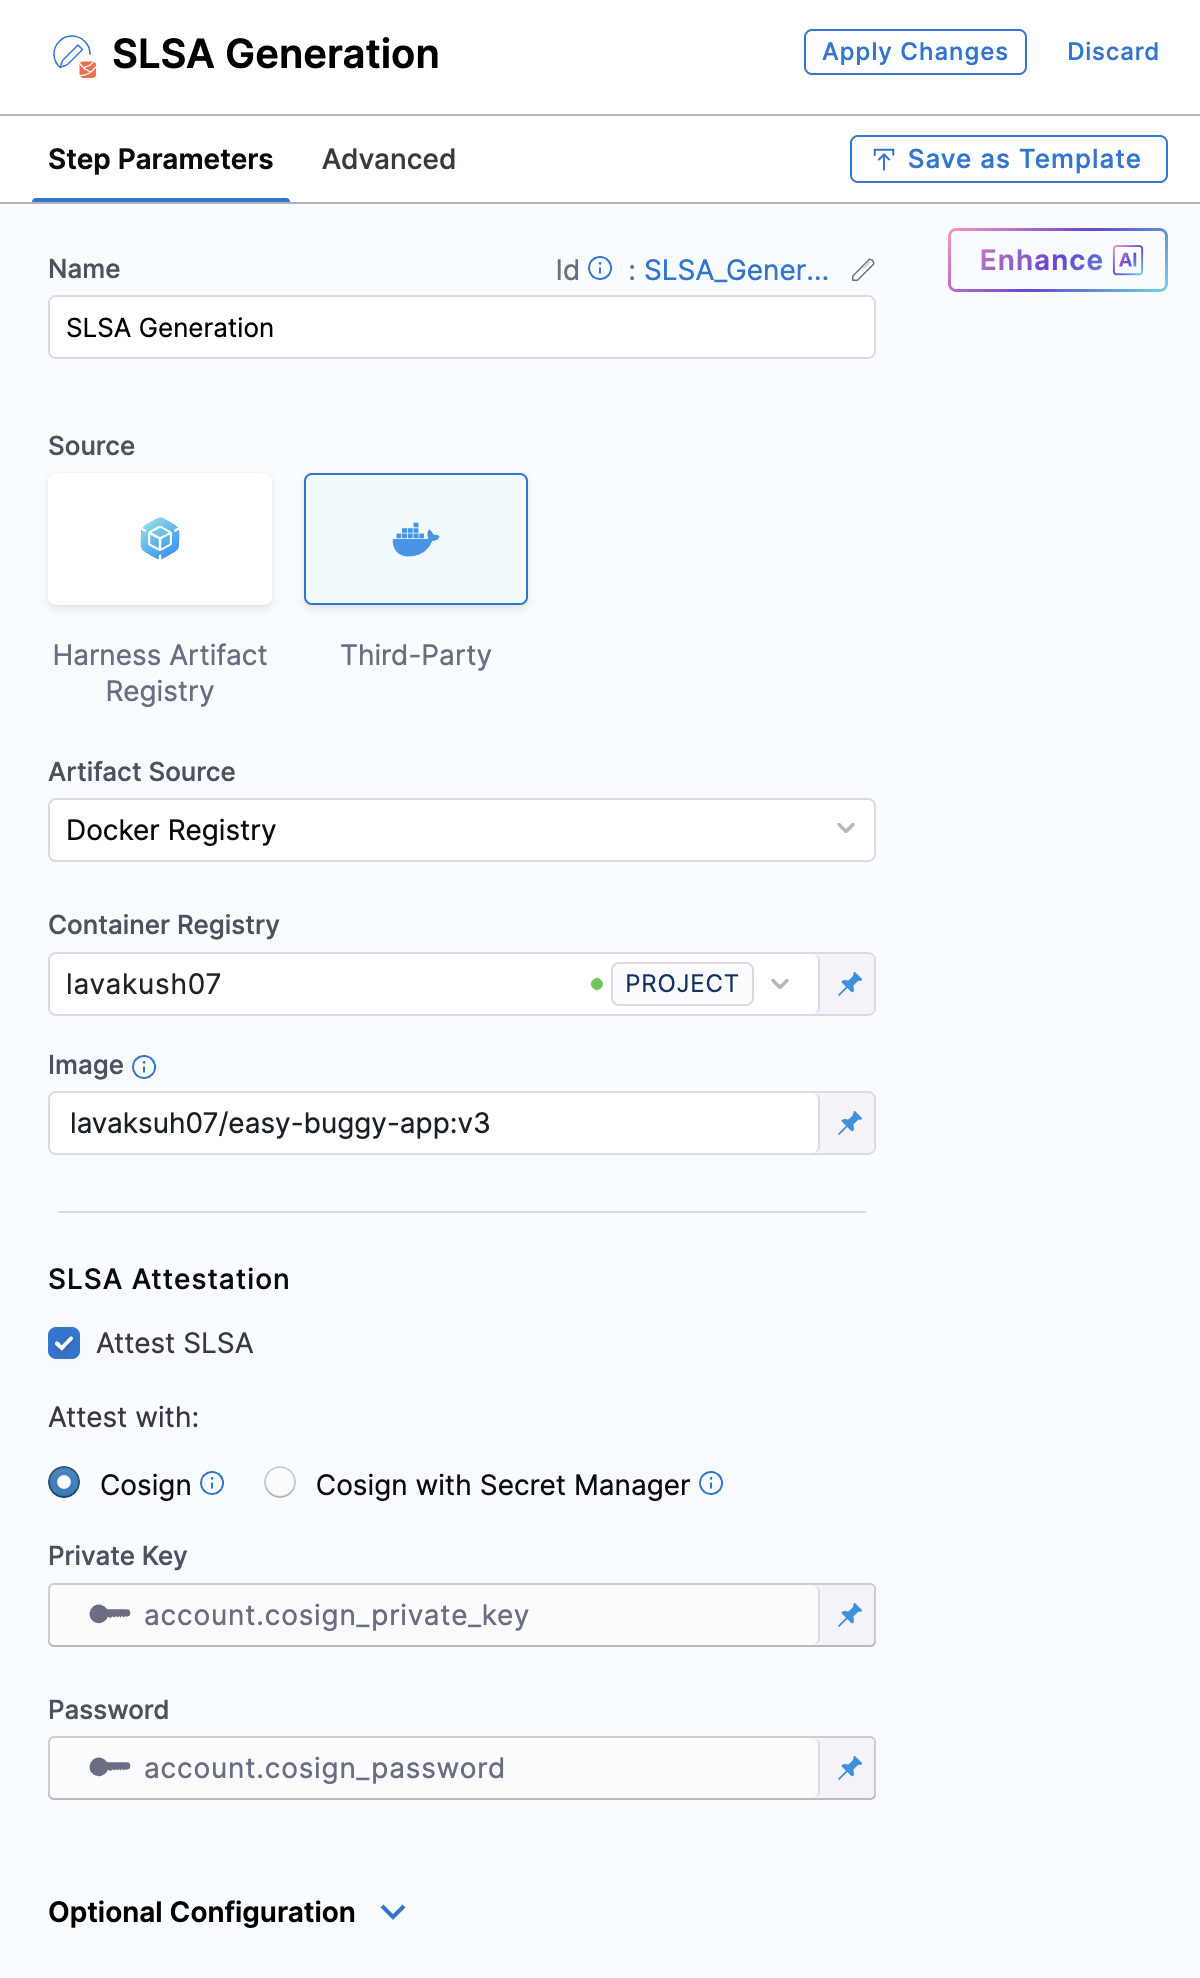 SLSA Generation
Apply Changes
Discard
Step Parameters
Advanced
Save as Template
Name
Id : SLSA_Gener...
Enhance AI
SLSA Generation
Source
Harness Artifact
Registry
Third-Party
Artifact Source
Docker Registry
Container Registry
lavakush07
PROJECT
Image
lavaksuh07/easy-buggy-app:v3
SLSA Attestation
Attest SLSA
Attest with:
Cosign
Cosign with Secret Manager
Private Key
account.cosign_private_key
Password
account.cosign_password
Optional Configuration